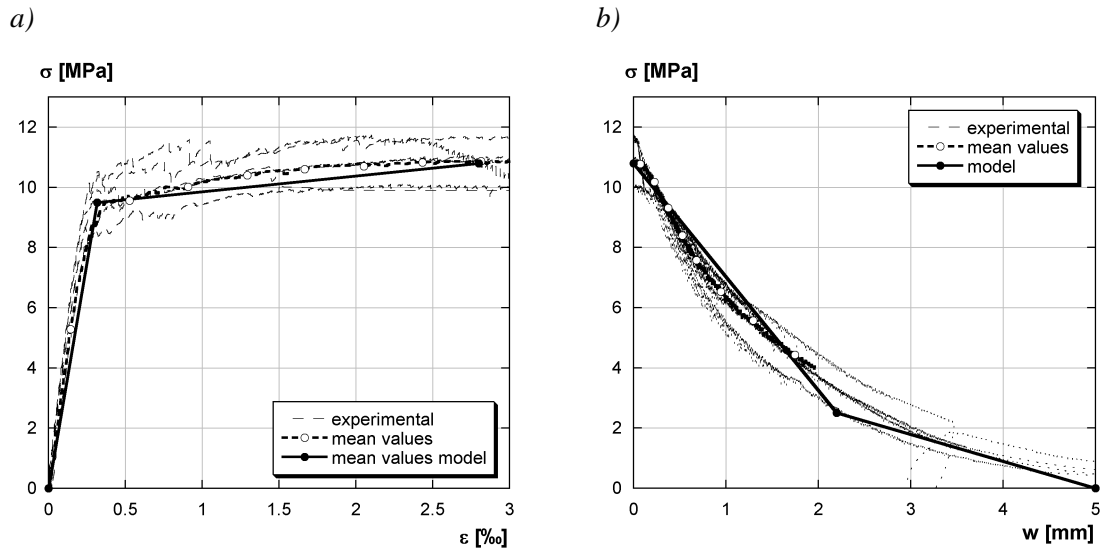 a)
σ [MPa]
12
10
8
6
4
2
0
0
0.5
1
1.5
2
2.5
3
ε [‰]
experimental
mean values
mean values model
b)
σ [MPa]
12
10
8
6
4
2
0
0
1
2
3
4
5
w [mm]
experimental
mean values
model